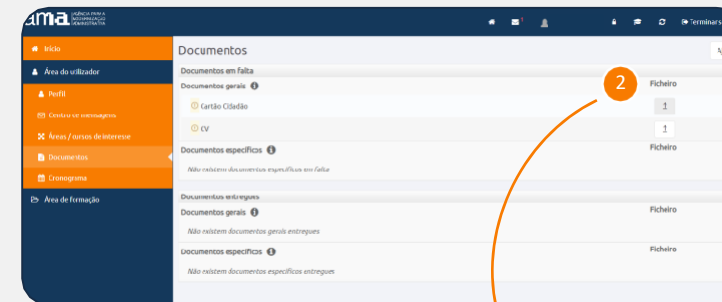 ama AGÊNCIA PARA A
MODERNIZAÇÃO
ADMINISTRATIVA
Terminar s
Início
Documentos
Área do utilizador
Documentos em falta
Documentos gerais
Ficheiro
2
Perfil
Cartão Cidadão
Centro de mensagens
CV
Áreas / cursos de interesse
Documentos específicos
Ficheiro
Documentos
Não existem documentos específicos em falta
Cronograma
Documentos entregues
Área de formação
Documentos gerais
Ficheiro
Não existem documentos gerais entregues
Documentos específicos
Ficheiro
Não existem documentos específicos entregues